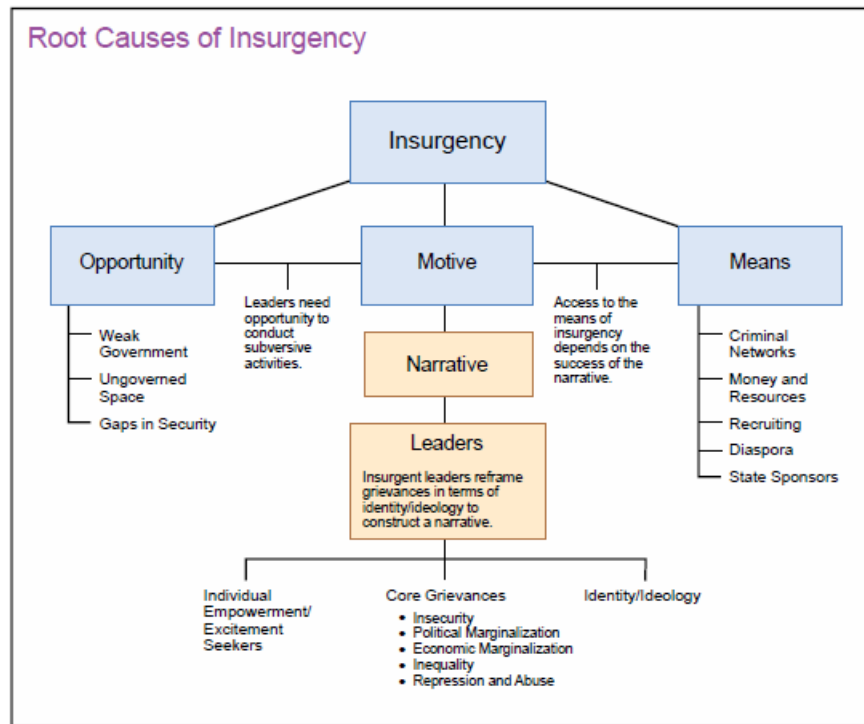 Root Causes of Insurgency
Insurgency
Opportunity
Motive
Means
Leaders need
opportunity to
conduct
subversive
activities.
Access to the
means of
insurgency
depends on the
success of the
narrative.
Weak
Government
Ungoverned
Space
Gaps in Security
Narrative
Criminal
Networks
Money and
Resources
Recruiting
Diaspora
State Sponsors
Leaders
Insurgent leaders reframe
grievances in terms of
identity/ideology to
construct a narrative.
Individual
Empowerment/
Excitement
Seekers
Core Grievances
• Insecurity
• Political Marginalization
• Economic Marginalization
• Inequality
• Repression and Abuse
Identity/Ideology